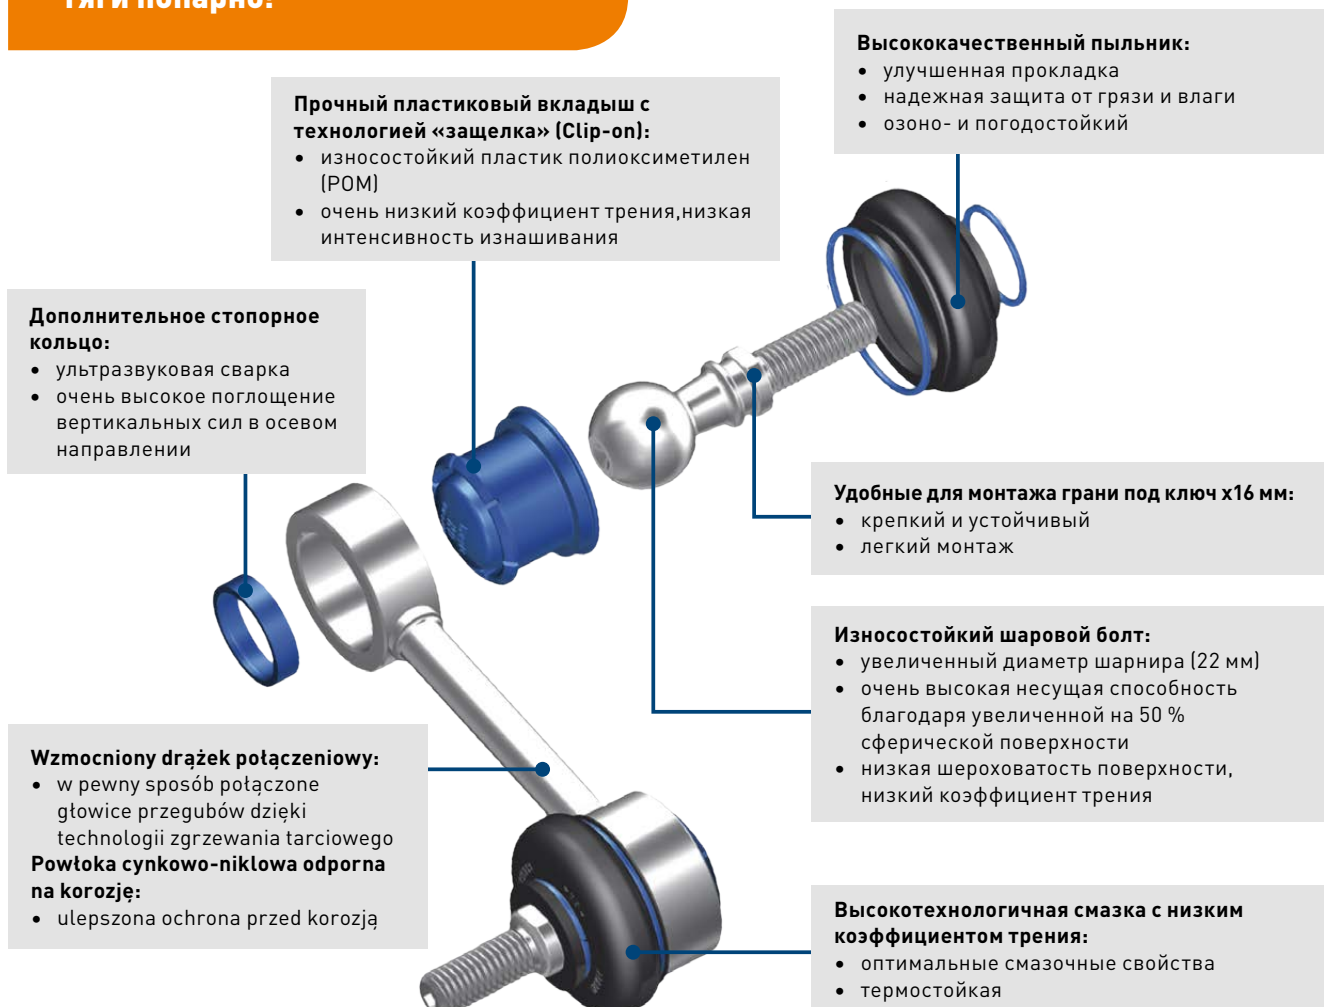 тяги попарно:
Высококачественный пыльник:
• улучшенная прокладка
• надежная защита от грязи и влаги
• озоно- и погодостойкий
Прочный пластиковый вкладыш с
технологией «защелка» (Clip-on):
• износостойкий пластик полиоксиметилен
(POM)
• очень низкий коэффициент трения,низкая
интенсивность изнашивания
Дополнительное стопорное
кольцо:
• ультразвуковая сварка
• очень высокое поглощение
вертикальных сил в осевом
направлении
Удобные для монтажа грани под ключ x16 мм:
• крепкий и устойчивый
• легкий монтаж
Износостойкий шаровой болт:
• увеличенный диаметр шарнира (22 мм)
• очень высокая несущая способность
благодаря увеличенной на 50 %
сферической поверхности
• низкая шероховатость поверхности,
низкий коэффициент трения
Wzmocniony drążek połączeniowy:
• w pewny sposób połączone
głowice przegubów dzięki
technologii zgrzewania tarciowego
Powłoka cynkowo-niklowa odporna
na korozję:
• ulepszona ochrona przed korozją
Высокотехнологичная смазка с низким
коэффициентом трения:
• оптимальные смазочные свойства
• термостойкая